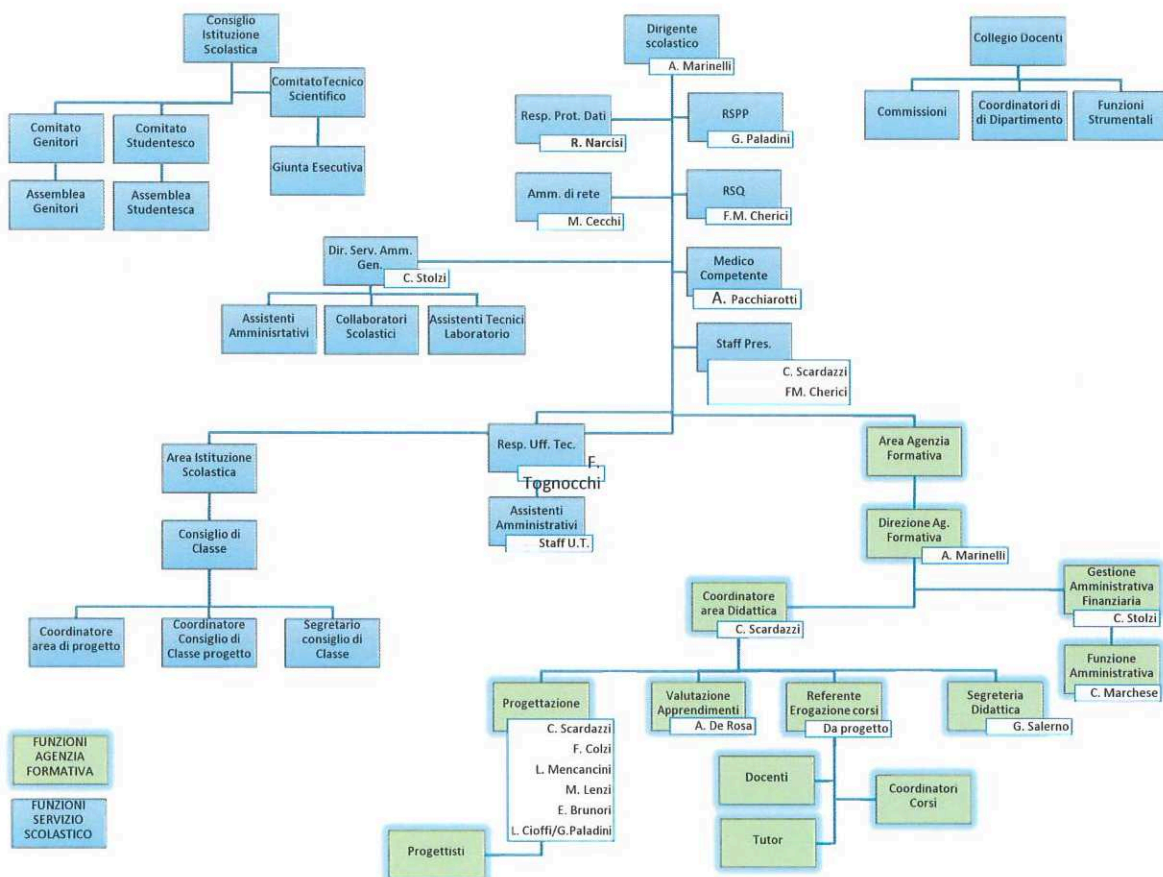 Consiglio
Istituzione
Scolastica
Comitato Tecnico
Scientifico
Comitato
Genitori
Comitato
Studentesco
Giunta Esecutiva
Assemblea
Genitori
Assemblea
Studentesca
Dirigente
scolastico
A. Marinelli
Resp. Prot. Dati
R. Narcisi
RSPP
G. Paladini
Amm. di rete
M. Cecchi
RSQ
F.M. Cherici
Dir. Serv. Amm.
Gen.
C. Stolzi
Medico
Competente
A. Pacchiarotti
Assistenti
Amminisrtativi
Collaboratori
Scolastici
Assistenti Tecnici
Laboratorio
Staff Pres.
C. Scardazzi
FM. Cherici
Collegio Docenti
Commissioni
Coordinatori di
di Dipartimento
Funzioni
Strumentali
Area Istituzione
Scolastica
Consiglio di
Classe
Coordinatore
area di progetto
Coordinatore
Consiglio di
Classe progetto
Segretario
consiglio di
Classe
Resp. Uff. Tec.
F.
Tognocchi
Assistenti
Amministrativi
Staff U.T.
Area Agenzia
Formativa
Direzione Ag.
Formativa
A. Marinelli
Coordinatore
area Didattica
C. Scardazzi
Gestione
Amministrativa
Finanziaria
C. Stolzi
Funzione
Amministrativa
C. Marchese
Progettazione
C. Scardazzi
F. Colzi
L. Mencancini
M. Lenzi
E. Brunori
L. Cioffi/G.Paladini
Progettisti
Valutazione
Apprendimenti
A. De Rosa
Referente
Erogazione corsi
Da progetto
Segreteria
Didattica
G. Salerno
Docenti
Coordinatori
Corsi
Tutor
FUNZIONI
AGENZIA
FORMATIVA
FUNZIONI
SERVIZIO
SCOLASTICO